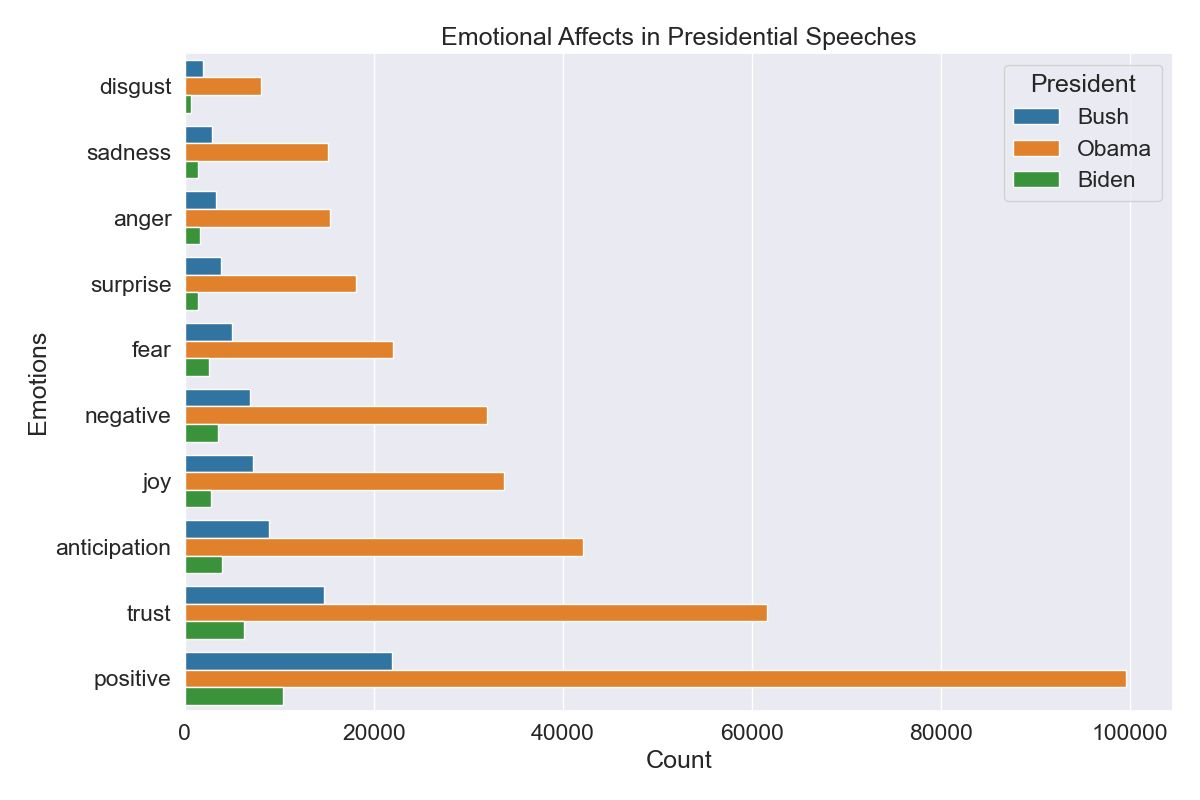 Emotional Affects in Presidential Speeches
President
Bush
Obama
Biden
Emotions
disgust
sadness
anger
surprise
fear
negative
joy
anticipation
trust
positive
0 20000 40000 60000 80000 100000
Count